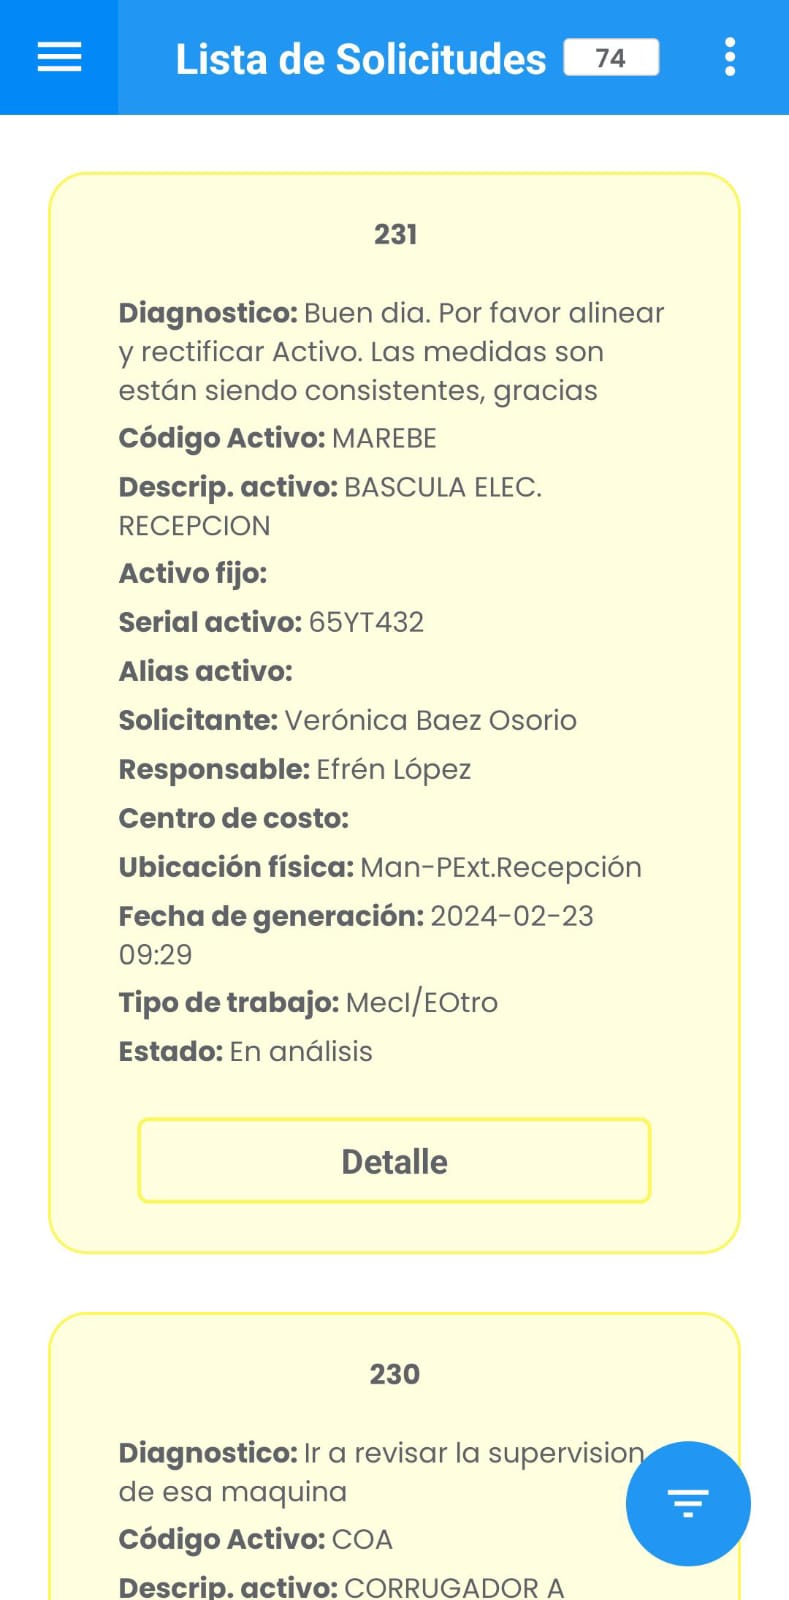 Lista de Solicitudes 74
231
Diagnostico: Buen dia. Por favor alinear
y rectificar Activo. Las medidas son
están siendo consistentes, gracias
Código Activo: MAREBE
Descrip. activo: BASCULA ELEC.
RECEPCION
Activo fijo:
Serial activo: 65YT432
Alias activo:
Solicitante: Verónica Baez Osorio
Responsable: Efrén López
Centro de costo:
Ubicación física: Man-PExt.Recepción
Fecha de generación: 2024-02-23
09:29
Tipo de trabajo: MecI/EOtro
Estado: En análisis
Detalle
230
Diagnostico: Ir a revisar la supervision
de esa maquina
Código Activo: COA
Descrip. activo: CORRUGADOR A